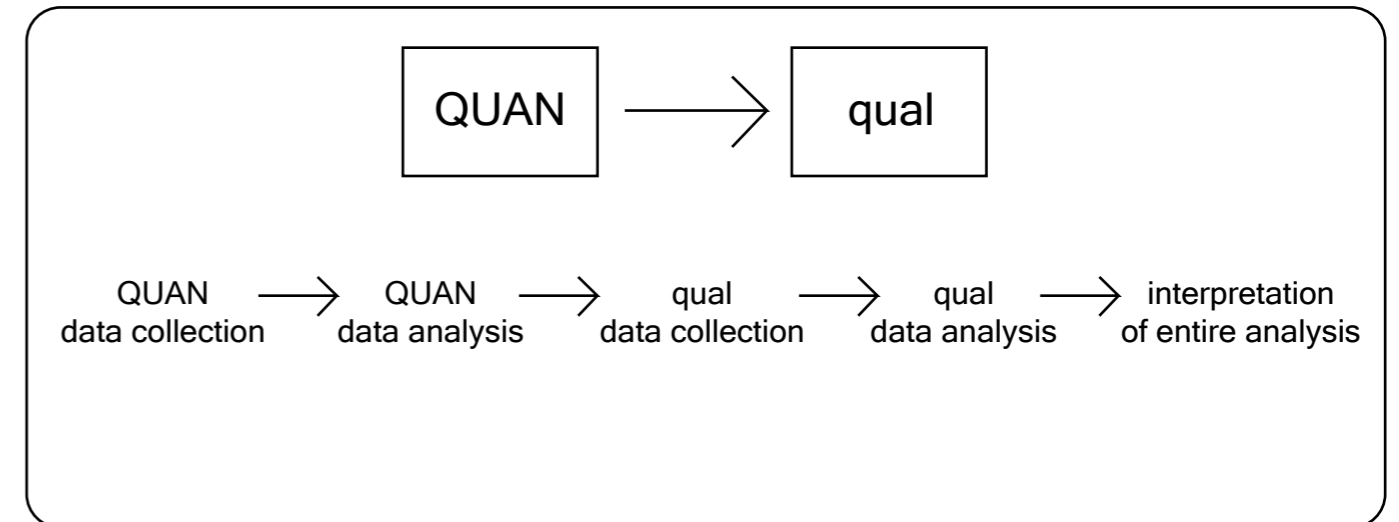 QUAN qual
QUAN QUAN qual qual interpretation
data collection data analysis data collection data analysis of entire analysis